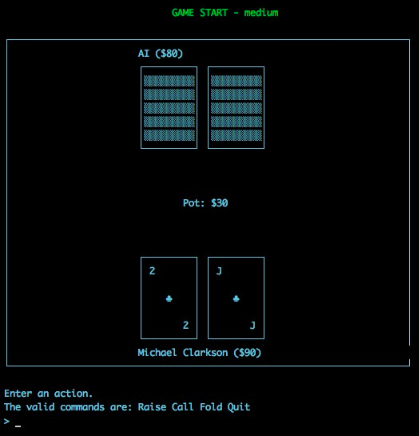 GAME START - medium
AI ($80)
Pot: $30
2 J
♣ ♣
2 J
Michael Clarkson ($90)
Enter an action.
The valid commands are: Raise Call Fold Quit
> _